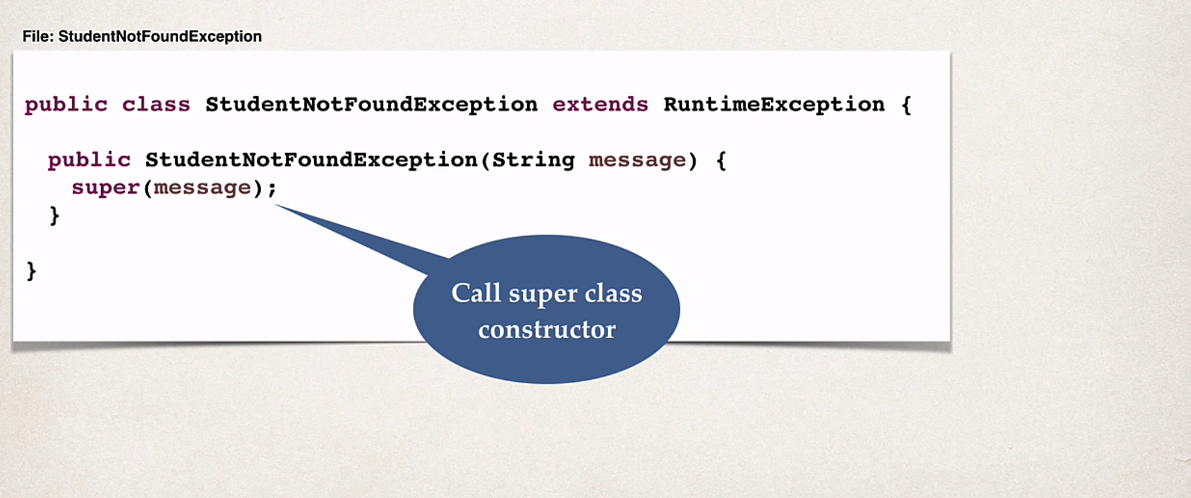 File: StudentNotFoundException
public class StudentNotFoundException extends RuntimeException {
public StudentNotFoundException(String message) {
super(message);
}
}
Call super class
constructor